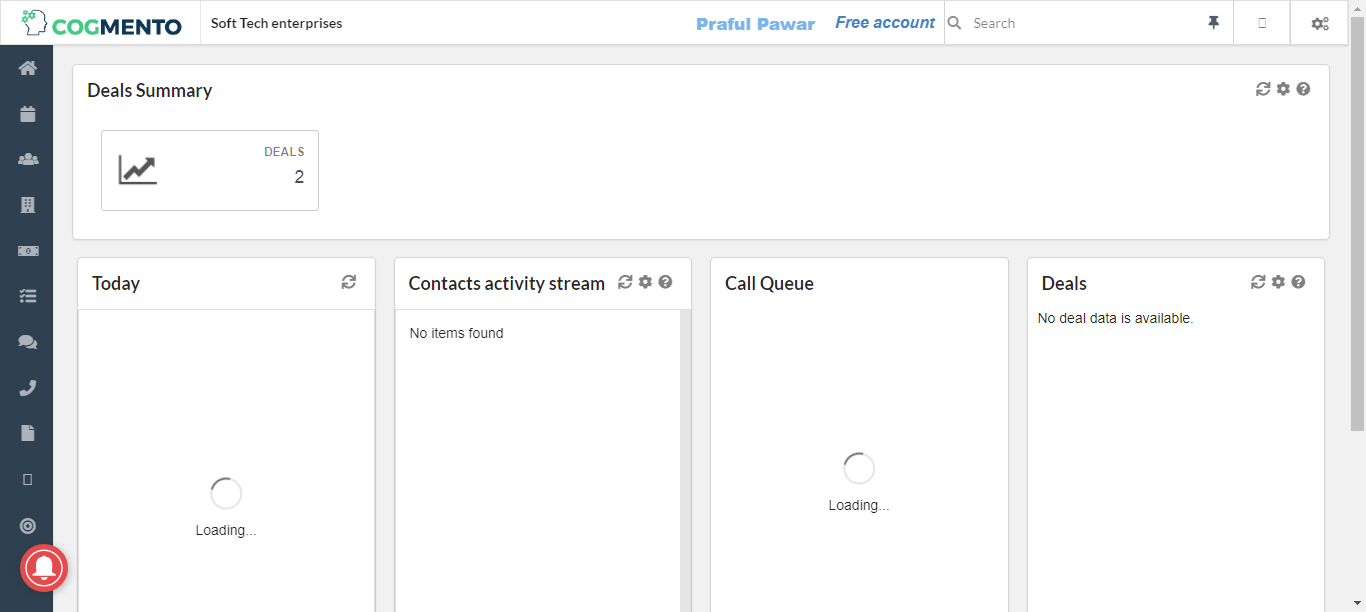 COGMENTO
Soft Tech enterprises
Praful Pawar
Free account
Search
Deals Summary
DEALS
2
Today
Contacts activity stream
Call Queue
Deals
No items found
No deal data is available.
Loading...
Loading...